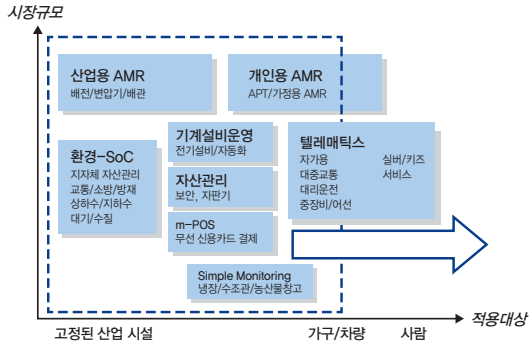 시장규모
산업용 AMR
배전/변압기/배관
개인용 AMR
APT/가정용 AMR
기계설비운영
전기설비/자동화
환경-SoC
지자체 자산관리
교통/소방/방재
상하수/지하수
대기/수질
자산관리
보안, 자판기
m-POS
무선 신용카드 결제
텔레매틱스
자가용 실버/키즈
대중교통 서비스
대리운전
중장비/어선
Simple Monitoring
냉장/수조관/농산물창고
적용대상
고정된 산업 시설 가구/차량 사람